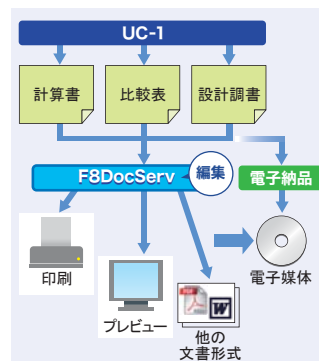 UC-1
計算書
比較表
設計調書
F8DocServ
編集
電子納品
印刷
プレビュー
PDF
W
他の
文書形式
電子媒体